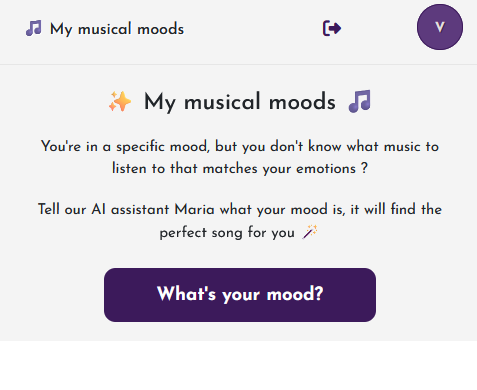 My musical moods
V
My musical moods
You're in a specific mood, but you don't know what music to
listen to that matches your emotions ?
Tell our AI assistant Maria what your mood is, it will find the
perfect song for you
What's your mood?